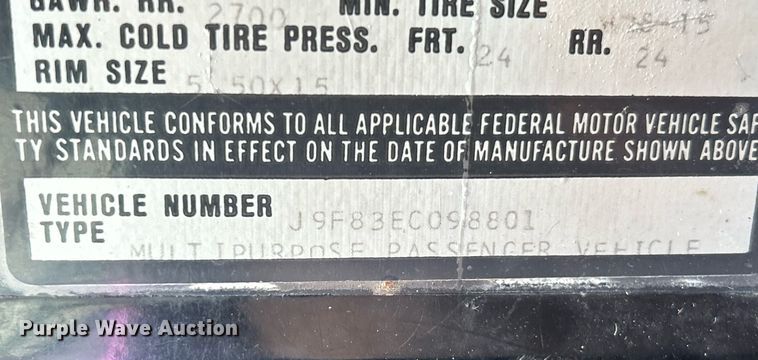 GAWR. RR. 2700 MIN. TIRE SIZE
MAX. COLD TIRE PRESS. FRT. 24 RR. 24
RIM SIZE 5.50X15
THIS VEHICLE CONFORMS TO ALL APPLICABLE FEDERAL MOTOR VEHICLE SAF
TY STANDARDS IN EFFECT ON THE DATE OF MANUFACTURE SHOWN ABOVE
VEHICLE NUMBER J9F83EC098801
TYPE MULTIPURPOSE PASSENGER VEHICLE
Purple Wave Auction